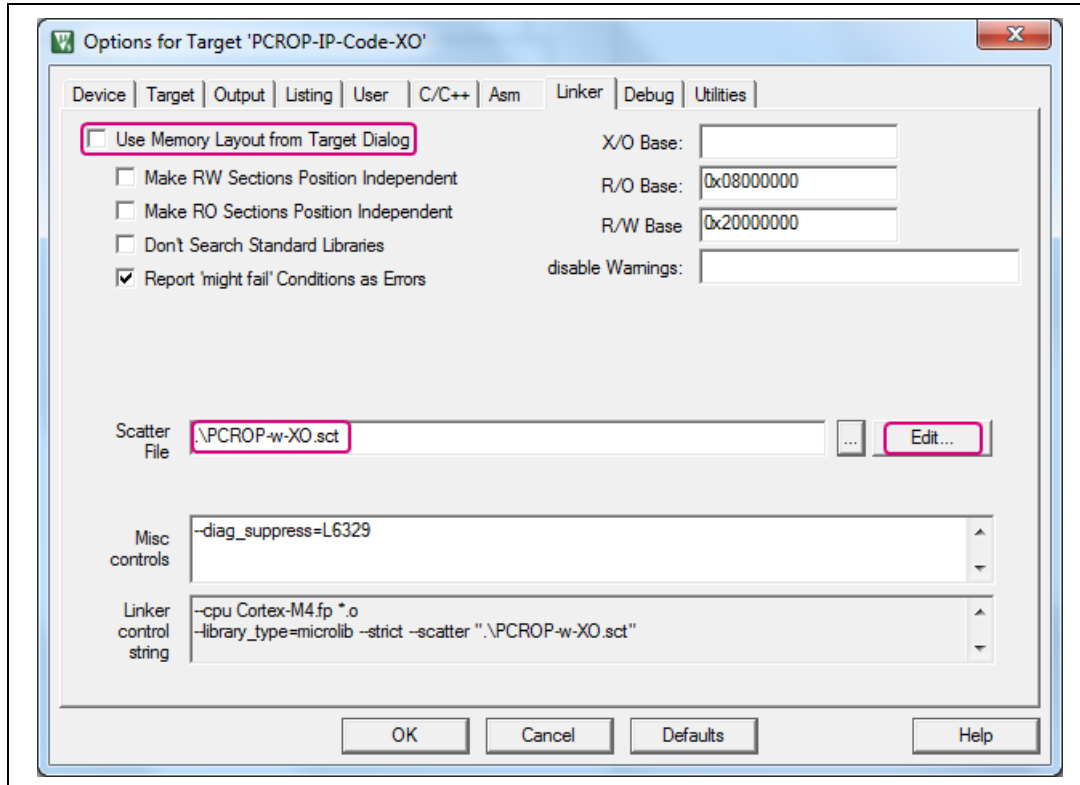 Options for Target 'PCROP-IP-Code-XO'
Device Target Output Listing User C/C++ Asm Linker Debug Utilities
Use Memory Layout from Target Dialog
Make RW Sections Position Independent
Make RO Sections Position Independent
Don't Search Standard Libraries
Report 'might fail' Conditions as Errors
X/O Base:
R/O Base: 0x08000000
R/W Base 0x20000000
disable Warnings:
Scatter
File
.\PCROP-w-XO.sct
...
Edit...
Misc
controls
--diag_suppress=L6329
Linker
control
string
--cpu Cortex-M4.fp *.o
--library_type=microlib --strict --scatter ".\PCROP-w-XO.sct"
OK Cancel Defaults Help